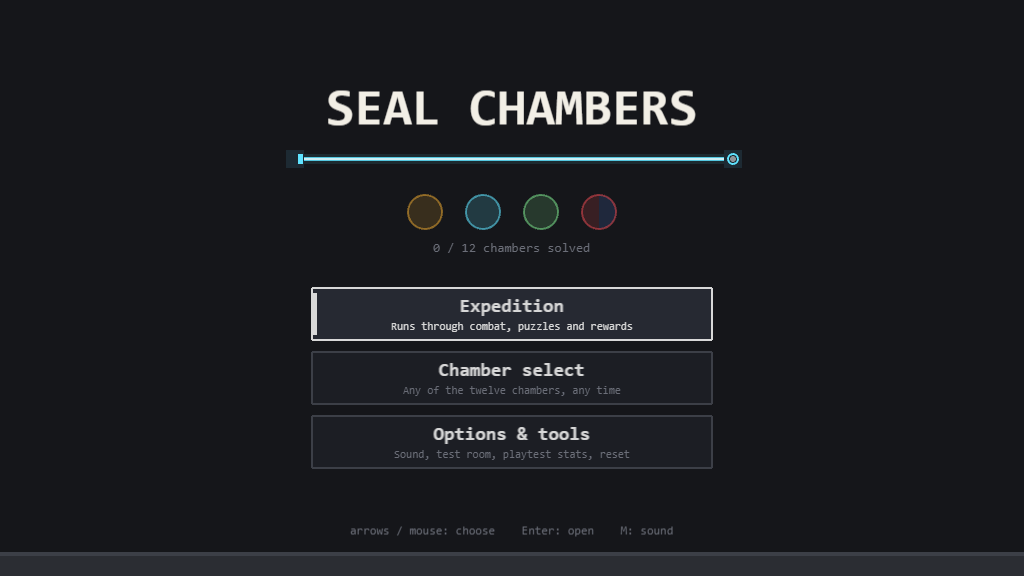 SEAL CHAMBERS
0 / 12 chambers solved
Expedition
Runs through combat, puzzles and rewards
Chamber select
Any of the twelve chambers, any time
Options & tools
Sound, test room, playtest stats, reset
arrows / mouse: choose    Enter: open    M: sound